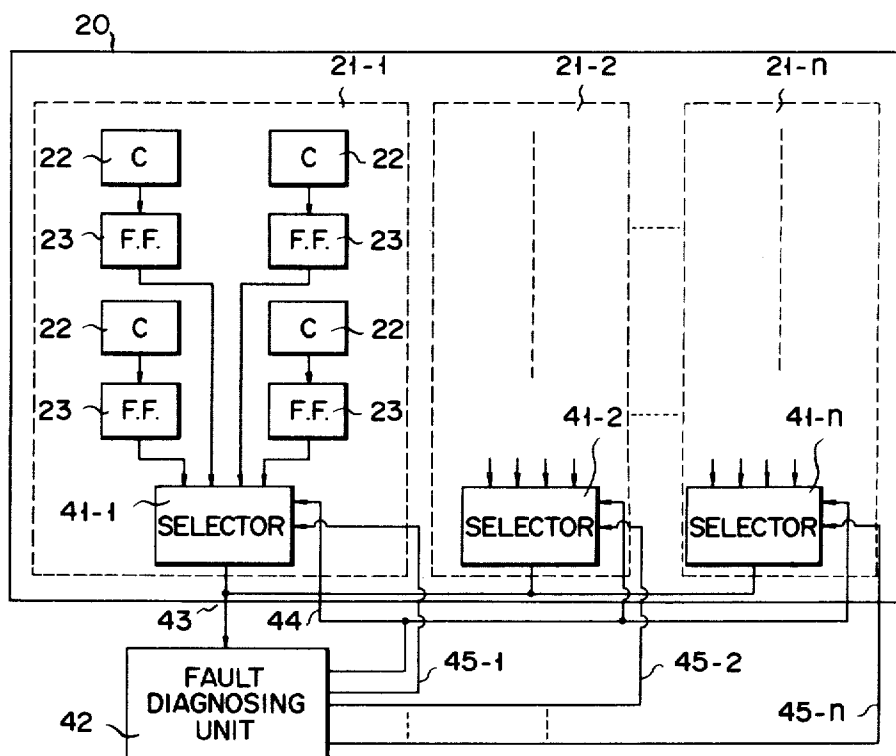 20
21-1 21-2 21-n
22 C C 22
23 F.F. F.F. 23
22 C C 22
23 F.F. F.F. 23
41-2 41-n
41-1 SELECTOR SELECTOR SELECTOR
43 44
45-1 45-2 45-n
FAULT
DIAGNOSING
UNIT
42